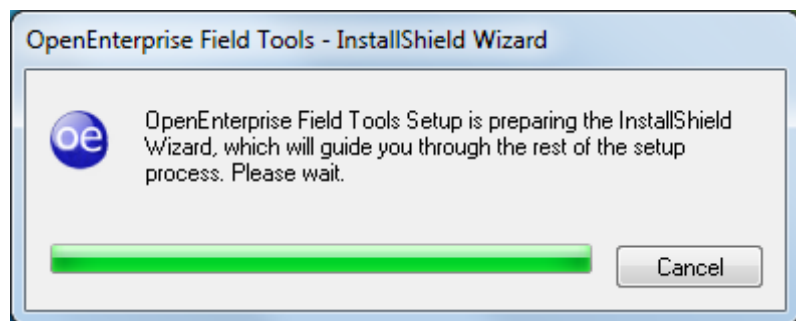 OpenEnterprise Field Tools - InstallShield Wizard
oe
OpenEnterprise Field Tools Setup is preparing the InstallShield
Wizard, which will guide you through the rest of the setup
process. Please wait.
Cancel